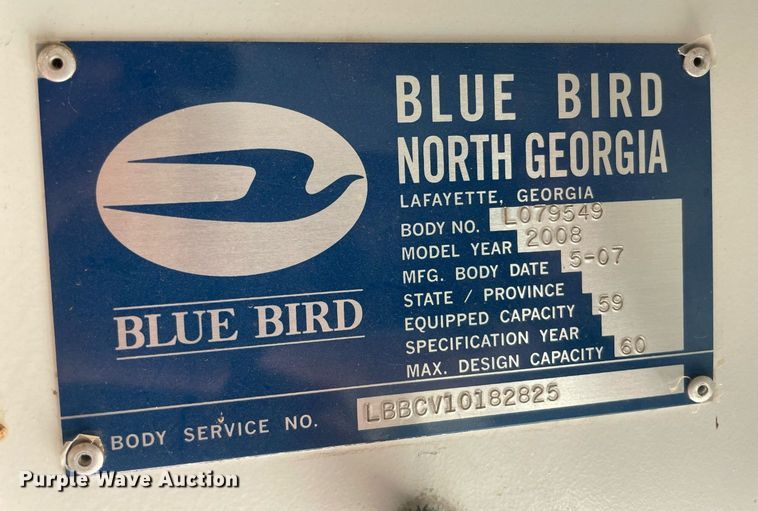 BLUE BIRD
BLUE BIRD
NORTH GEORGIA
LAFAYETTE, GEORGIA
BODY NO. L079549
MODEL YEAR 2008
MFG. BODY DATE 5-07
STATE / PROVINCE
EQUIPPED CAPACITY 59
SPECIFICATION YEAR
MAX. DESIGN CAPACITY 60
BODY SERVICE NO. LBBCV10182825
Purple Wave Auction